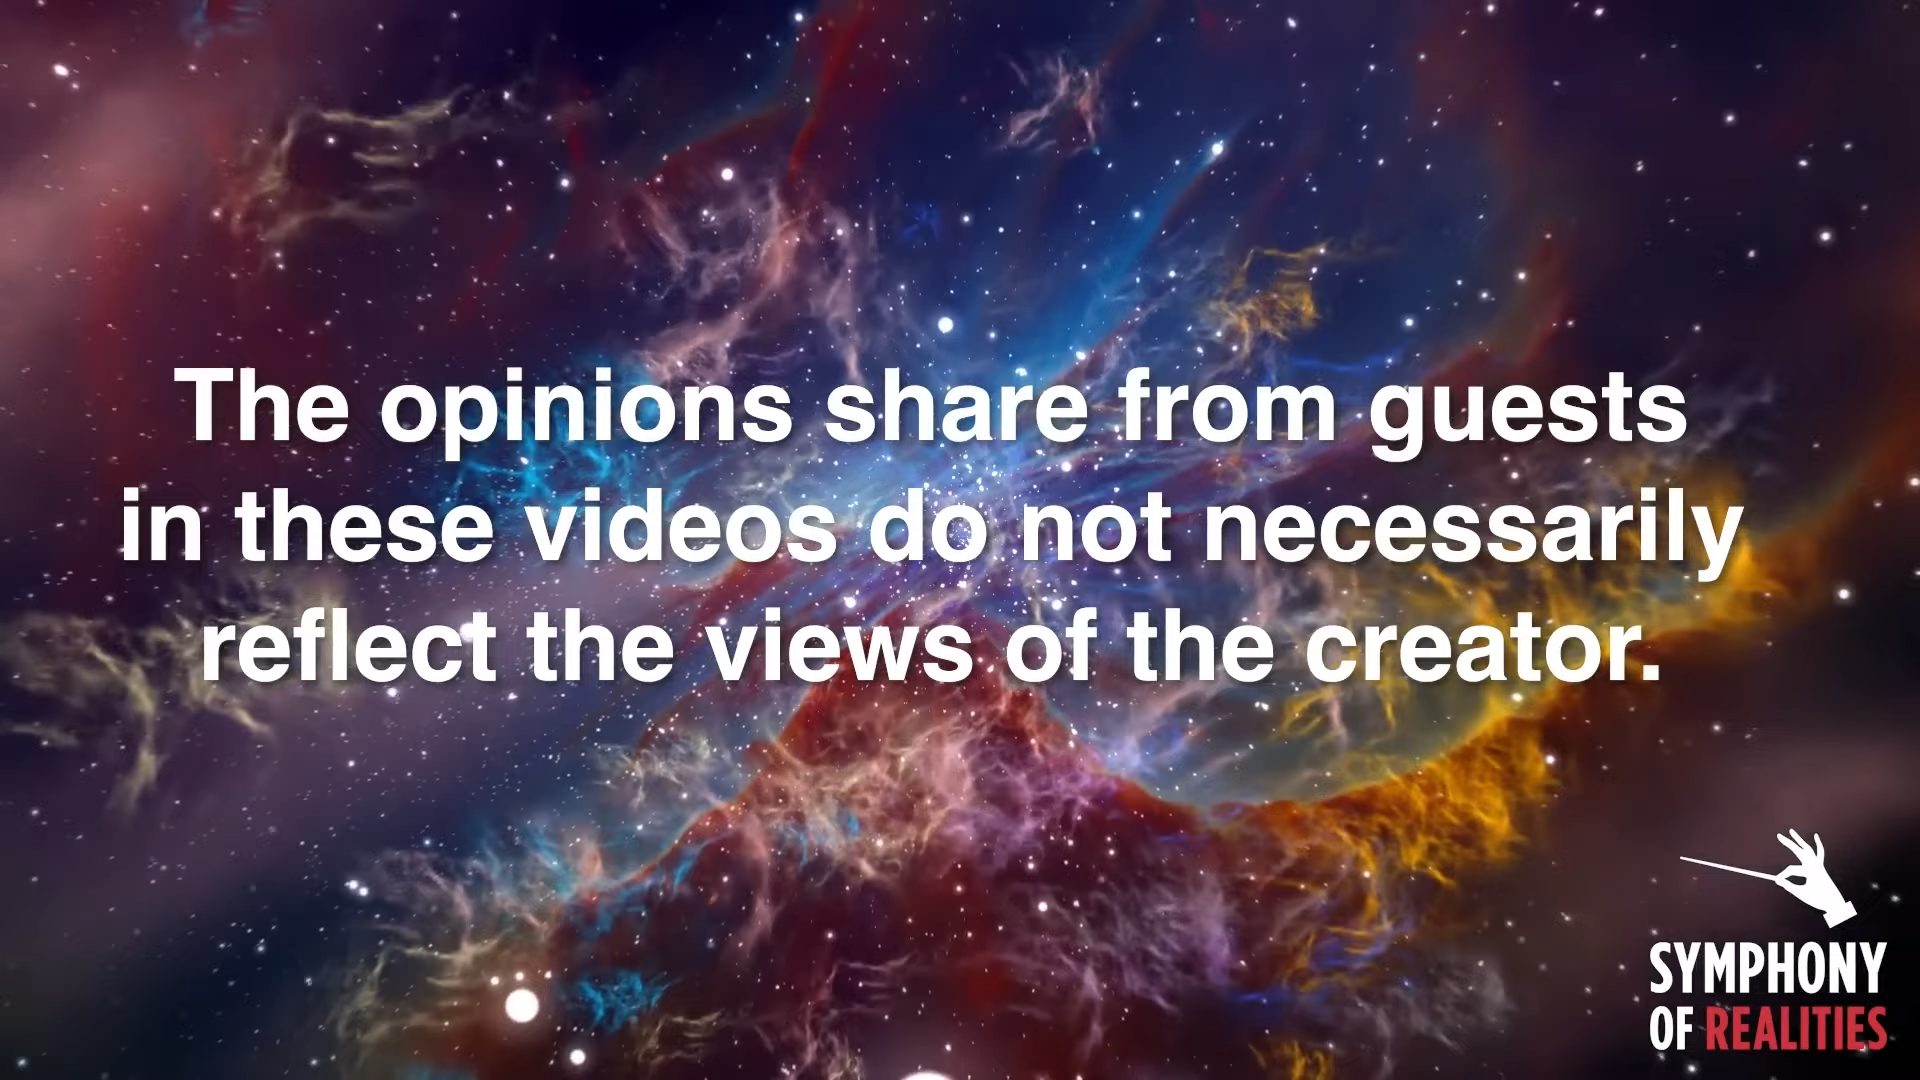 The opinions share from guests
in these videos do not necessarily
reflect the views of the creator.
SYMPHONY
OF REALITIES